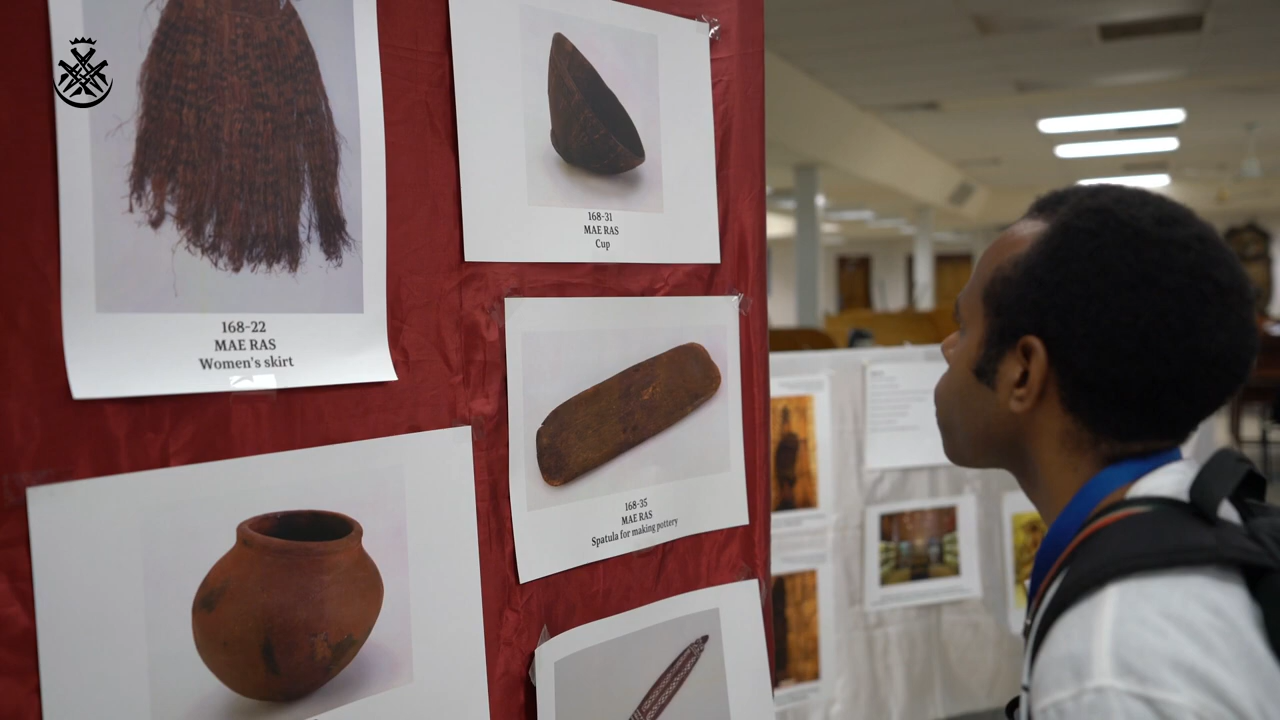 168-22
MAE RAS
Women's skirt
168-31
MAE RAS
Cup
168-35
MAE RAS
Spatula for making pottery